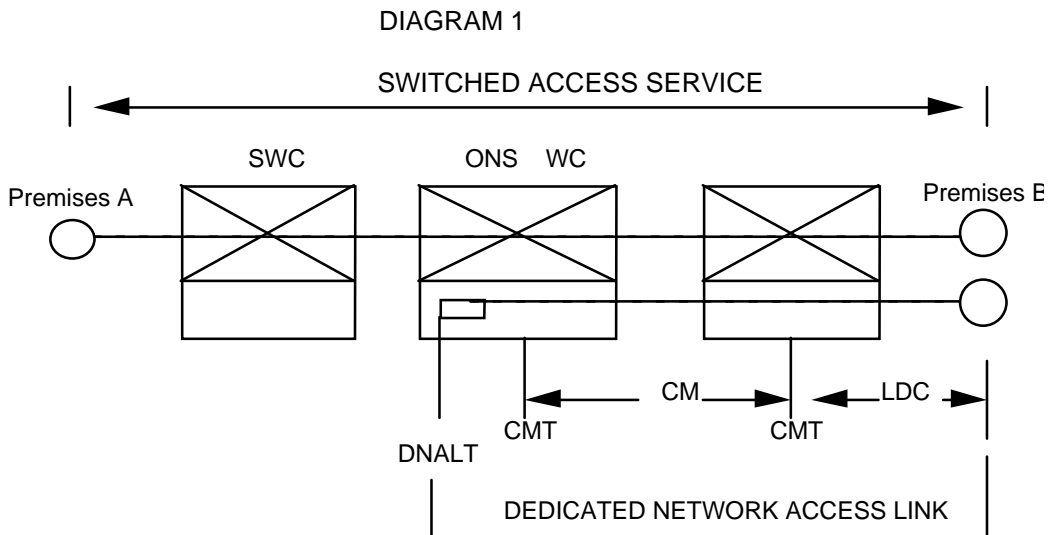 DIAGRAM 1
SWITCHED ACCESS SERVICE
SWC ONS WC
Premises A Premises B
CM LDC
CMT CMT
DNALT
DEDICATED NETWORK ACCESS LINK